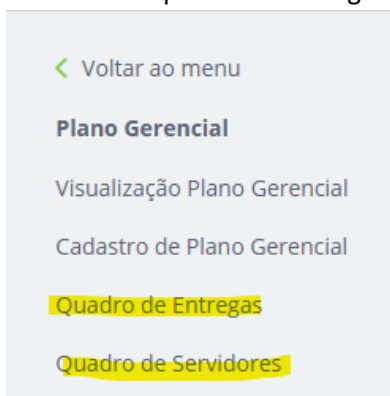 Voltar ao menu
Plano Gerencial
Visualização Plano Gerencial
Cadastro de Plano Gerencial
Quadro de Entregas
Quadro de Servidores